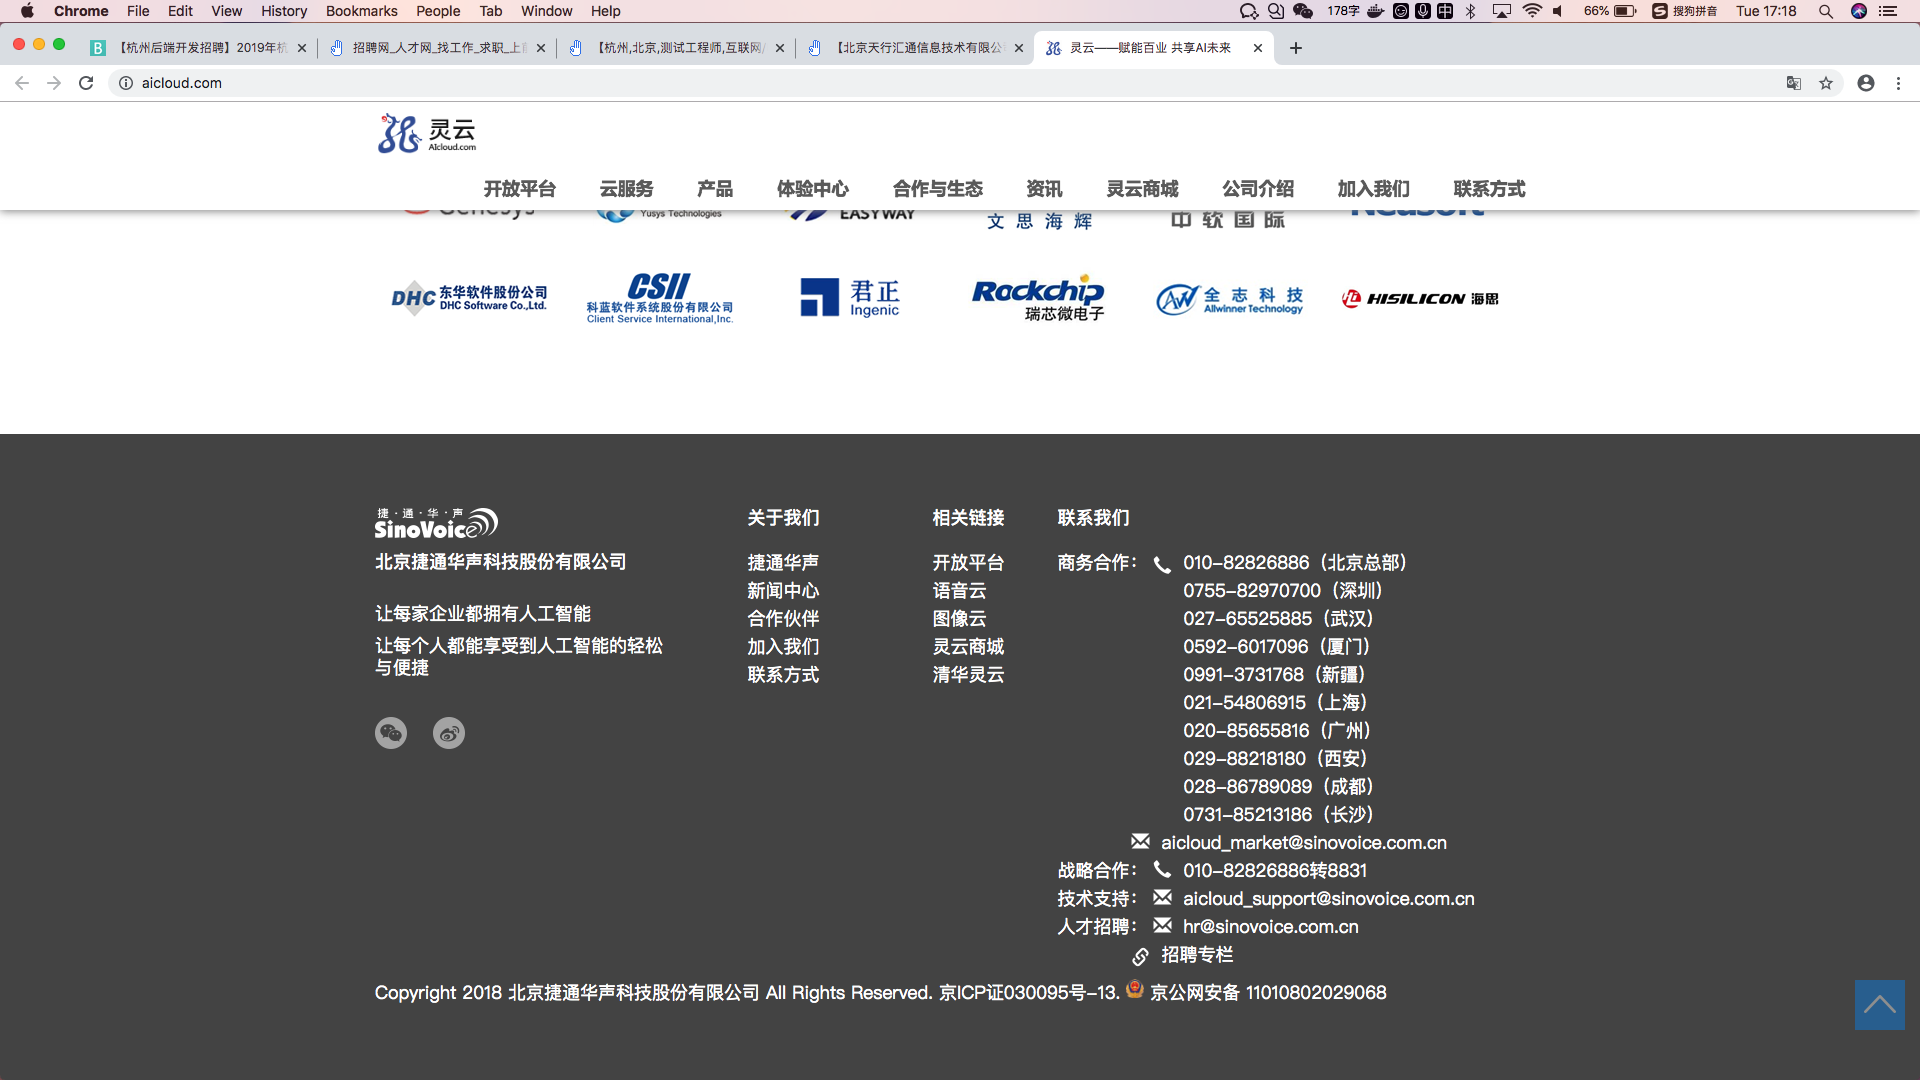 Chrome File Edit View History Bookmarks People Tab Window Help 178字 66% 搜狗拼音 Tue 17:18
【杭州后端开发招聘】2019年杭 招聘网_人才网_找工作_求职_上 【杭州,北京,测试工程师,互联网 【北京天行汇通信息技术有限公 灵云——赋能百业 共享AI未来
aicloud.com
灵云
AIcloud.com
开放平台 云服务 产品 体验中心 合作与生态 资讯 灵云商城 公司介绍 加入我们 联系方式
Genesys Yusys Technologies EASYWAY 文思海辉 中软国际 Neusoft
DHC 东华软件股份公司 DHC Software Co.,Ltd.
CSII 科蓝软件系统股份有限公司 Client Service International,Inc.
君正 Ingenic
Rockchip 瑞芯微电子
AW 全志科技 Allwinner Technology
HISILICON 海思
捷·通·华·声
SinoVoice
北京捷通华声科技股份有限公司
让每家企业都拥有人工智能
让每个人都能享受到人工智能的轻松
与便捷
关于我们
捷通华声
新闻中心
合作伙伴
加入我们
联系方式
相关链接
开放平台
语音云
图像云
灵云商城
清华灵云
联系我们
商务合作： 010-82826886（北京总部）
0755-82970700（深圳）
027-65525885（武汉）
0592-6017096（厦门）
0991-3731768（新疆）
021-54806915（上海）
020-85655816（广州）
029-88218180（西安）
028-86789089（成都）
0731-85213186（长沙）
aicloud_market@sinovoice.com.cn
战略合作： 010-82826886转8831
技术支持： aicloud_support@sinovoice.com.cn
人才招聘： hr@sinovoice.com.cn
招聘专栏
Copyright 2018 北京捷通华声科技股份有限公司 All Rights Reserved. 京ICP证030095号-13. 京公网安备 11010802029068